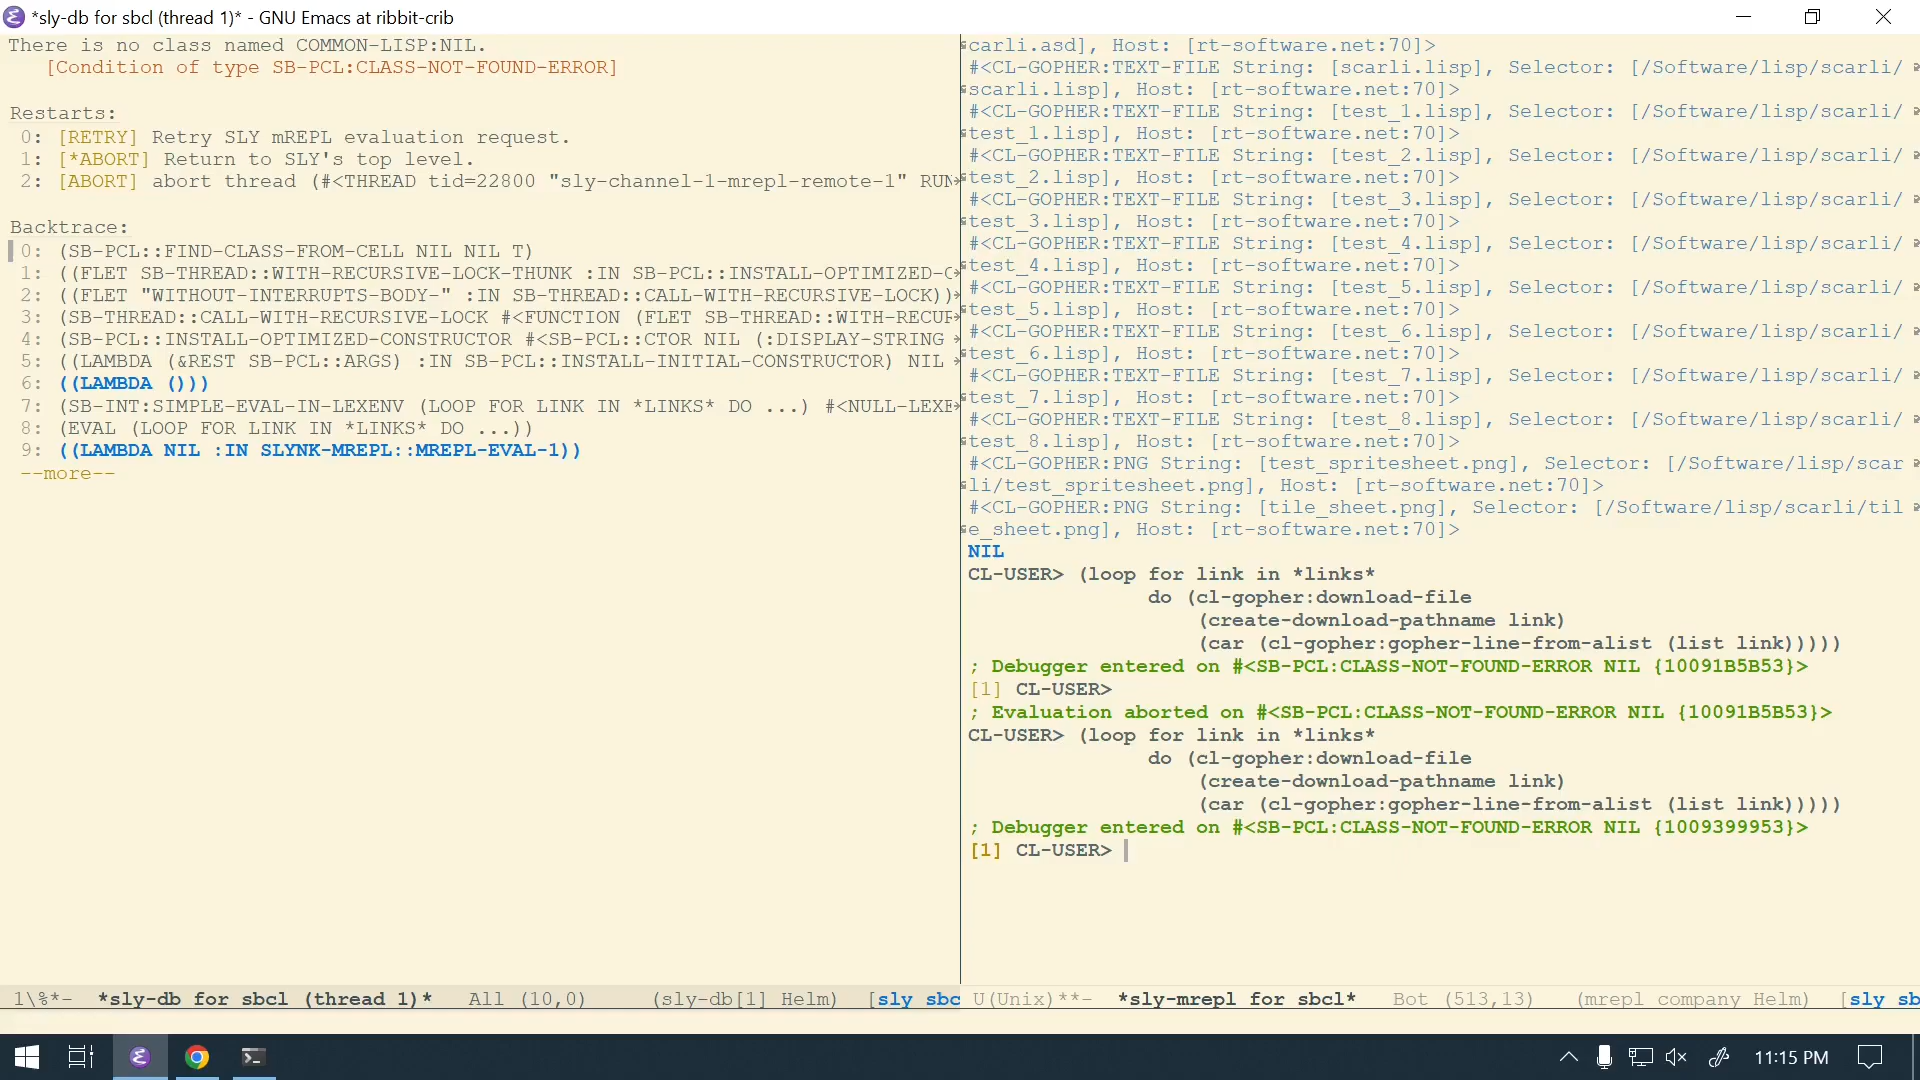 *sly-db for sbcl (thread 1)* - GNU Emacs at ribbit-crib
There is no class named COMMON-LISP:NIL.
[Condition of type SB-PCL:CLASS-NOT-FOUND-ERROR]
Restarts:
0: [RETRY] Retry SLY mREPL evaluation request.
1: [*ABORT] Return to SLY's top level.
2: [ABORT] abort thread (#<THREAD tid=22800 "sly-channel-1-mrepl-remote-1" RUN
Backtrace:
0: (SB-PCL::FIND-CLASS-FROM-CELL NIL NIL T)
1: ((FLET SB-THREAD::WITH-RECURSIVE-LOCK-THUNK :IN SB-PCL::INSTALL-OPTIMIZED-C
2: ((FLET "WITHOUT-INTERRUPTS-BODY-" :IN SB-THREAD::CALL-WITH-RECURSIVE-LOCK))
3: (SB-THREAD::CALL-WITH-RECURSIVE-LOCK #<FUNCTION (FLET SB-THREAD::WITH-RECUR
4: (SB-PCL::INSTALL-OPTIMIZED-CONSTRUCTOR #<SB-PCL::CTOR NIL (:DISPLAY-STRING
5: ((LAMBDA (&REST SB-PCL::ARGS) :IN SB-PCL::INSTALL-INITIAL-CONSTRUCTOR) NIL
6: ((LAMBDA ()))
7: (SB-INT:SIMPLE-EVAL-IN-LEXENV (LOOP FOR LINK IN *LINKS* DO ...) #<NULL-LEXE
8: (EVAL (LOOP FOR LINK IN *LINKS* DO ...))
9: ((LAMBDA NIL :IN SLYNK-MREPL::MREPL-EVAL-1))
--more--
1\%*-  *sly-db for sbcl (thread 1)*   All (10,0)      (sly-db[1] Helm)  [sly sbc
carli.asd], Host: [rt-software.net:70]>
#<CL-GOPHER:TEXT-FILE String: [scarli.lisp], Selector: [/Software/lisp/scarli/
scarli.lisp], Host: [rt-software.net:70]>
#<CL-GOPHER:TEXT-FILE String: [test_1.lisp], Selector: [/Software/lisp/scarli/
test_1.lisp], Host: [rt-software.net:70]>
#<CL-GOPHER:TEXT-FILE String: [test_2.lisp], Selector: [/Software/lisp/scarli/
test_2.lisp], Host: [rt-software.net:70]>
#<CL-GOPHER:TEXT-FILE String: [test_3.lisp], Selector: [/Software/lisp/scarli/
test_3.lisp], Host: [rt-software.net:70]>
#<CL-GOPHER:TEXT-FILE String: [test_4.lisp], Selector: [/Software/lisp/scarli/
test_4.lisp], Host: [rt-software.net:70]>
#<CL-GOPHER:TEXT-FILE String: [test_5.lisp], Selector: [/Software/lisp/scarli/
test_5.lisp], Host: [rt-software.net:70]>
#<CL-GOPHER:TEXT-FILE String: [test_6.lisp], Selector: [/Software/lisp/scarli/
test_6.lisp], Host: [rt-software.net:70]>
#<CL-GOPHER:TEXT-FILE String: [test_7.lisp], Selector: [/Software/lisp/scarli/
test_7.lisp], Host: [rt-software.net:70]>
#<CL-GOPHER:TEXT-FILE String: [test_8.lisp], Selector: [/Software/lisp/scarli/
test_8.lisp], Host: [rt-software.net:70]>
#<CL-GOPHER:PNG String: [test_spritesheet.png], Selector: [/Software/lisp/scar
li/test_spritesheet.png], Host: [rt-software.net:70]>
#<CL-GOPHER:PNG String: [tile_sheet.png], Selector: [/Software/lisp/scarli/til
e_sheet.png], Host: [rt-software.net:70]>
NIL
CL-USER> (loop for link in *links*
do (cl-gopher:download-file
(create-download-pathname link)
(car (cl-gopher:gopher-line-from-alist (list link)))))
; Debugger entered on #<SB-PCL:CLASS-NOT-FOUND-ERROR NIL {10091B5B53}>
[1] CL-USER>
; Evaluation aborted on #<SB-PCL:CLASS-NOT-FOUND-ERROR NIL {10091B5B53}>
CL-USER> (loop for link in *links*
do (cl-gopher:download-file
(create-download-pathname link)
(car (cl-gopher:gopher-line-from-alist (list link)))))
; Debugger entered on #<SB-PCL:CLASS-NOT-FOUND-ERROR NIL {1009399953}>
[1] CL-USER>
U(Unix)**-  *sly-mrepl for sbcl*   Bot (513,13)   (mrepl company Helm)  [sly sb
11:15 PM